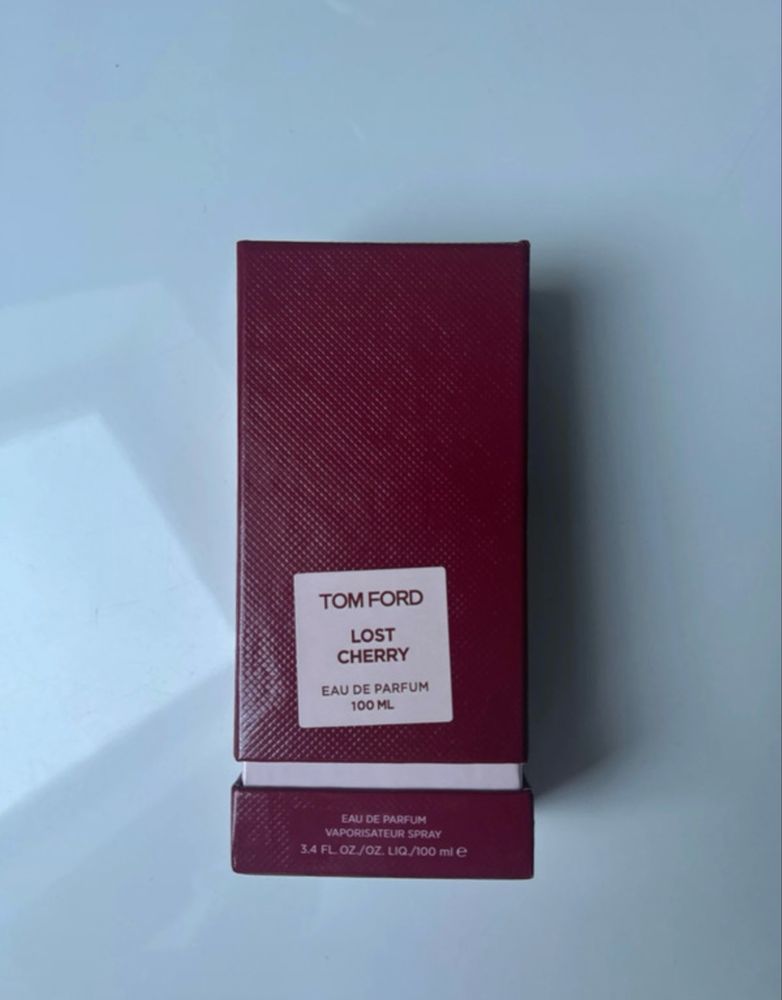 TOM FORD
LOST
CHERRY
EAU DE PARFUM
100 ML
EAU DE PARFUM
VAPORISATEUR SPRAY
3.4 FL. OZ./OZ. LIQ./100 ml ℮